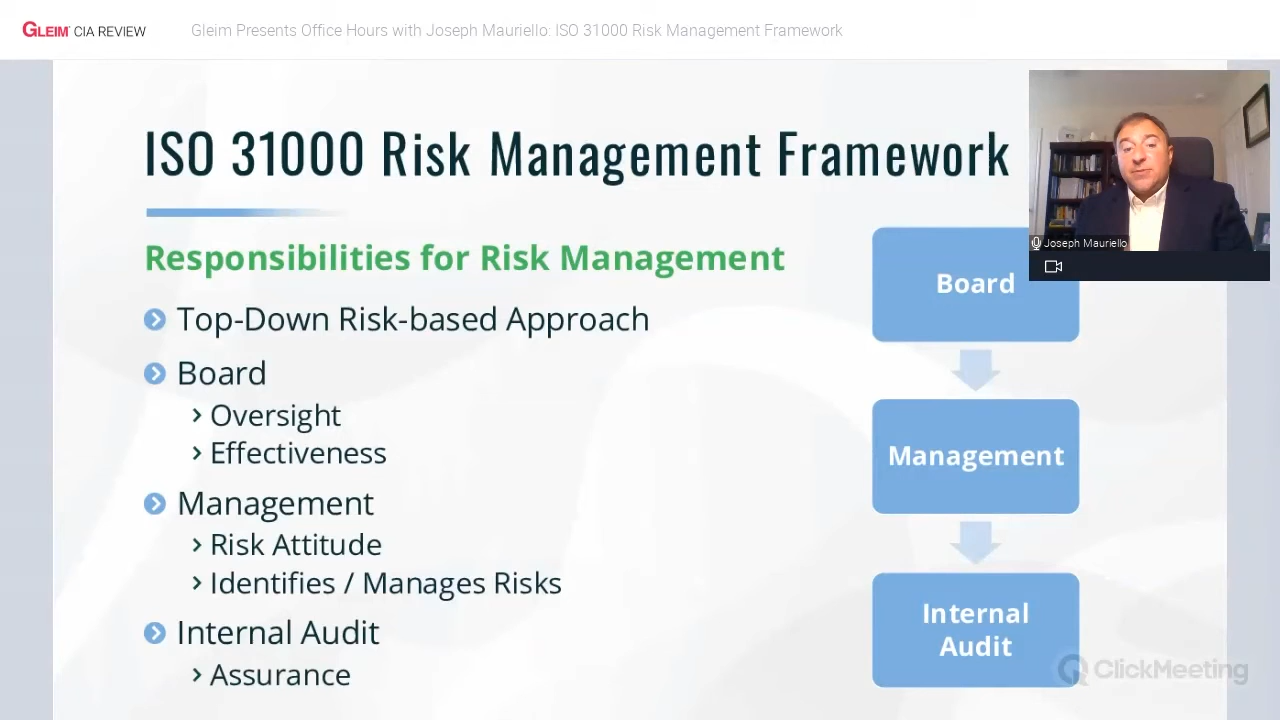 GLEIM CIA REVIEW
Gleim Presents Office Hours with Joseph Mauriello: ISO 31000 Risk Management Framework
ISO 31000 Risk Management Framework
Joseph Mauriello
Responsibilities for Risk Management
Top-Down Risk-based Approach
Board
Oversight
Effectiveness
Management
Risk Attitude
Identifies / Manages Risks
Internal Audit
Assurance
Board
Management
Internal
Audit
ClickMeeting